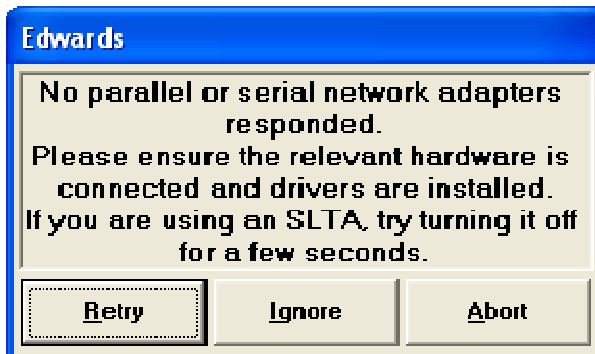 Edwards
No parallel or serial network adapters
responded.
Please ensure the relevant hardware is
connected and drivers are installed.
If you are using an SLTA, try turning it off
for a few seconds.
Retry Ignore Abort